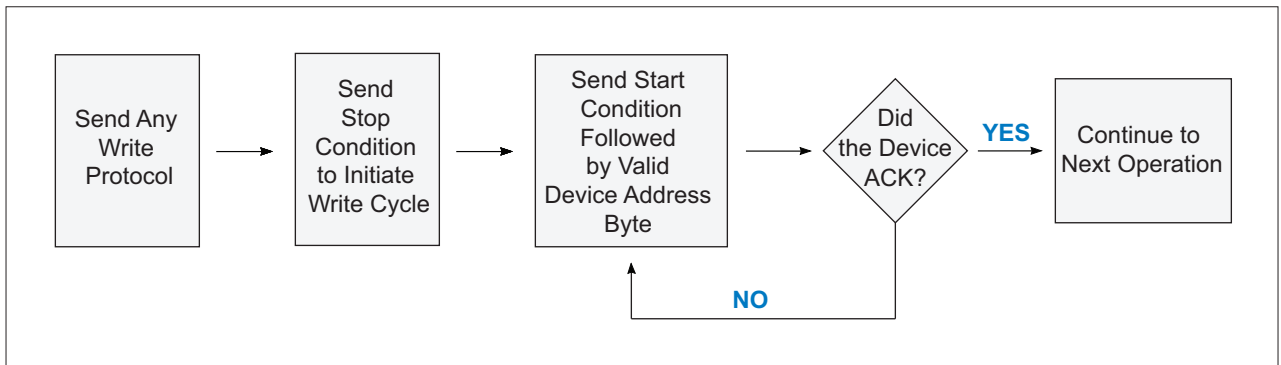 Send Any
Write
Protocol
Send
Stop
Condition
to Initiate
Write Cycle
Send Start
Condition
Followed
by Valid
Device Address
Byte
Did
the Device
ACK?
YES
Continue to
Next Operation
NO